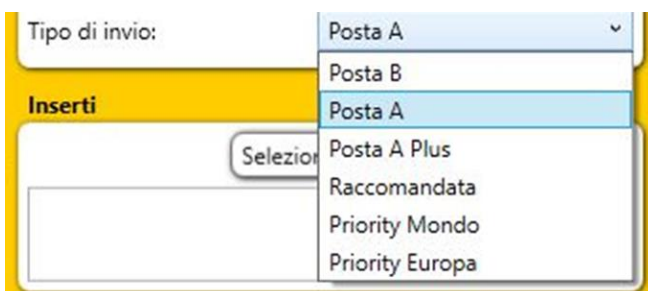 Tipo di invio: Posta A
Posta B
Inserti
Posta A
Posta A Plus
Raccomandata
Priority Mondo
Priority Europa